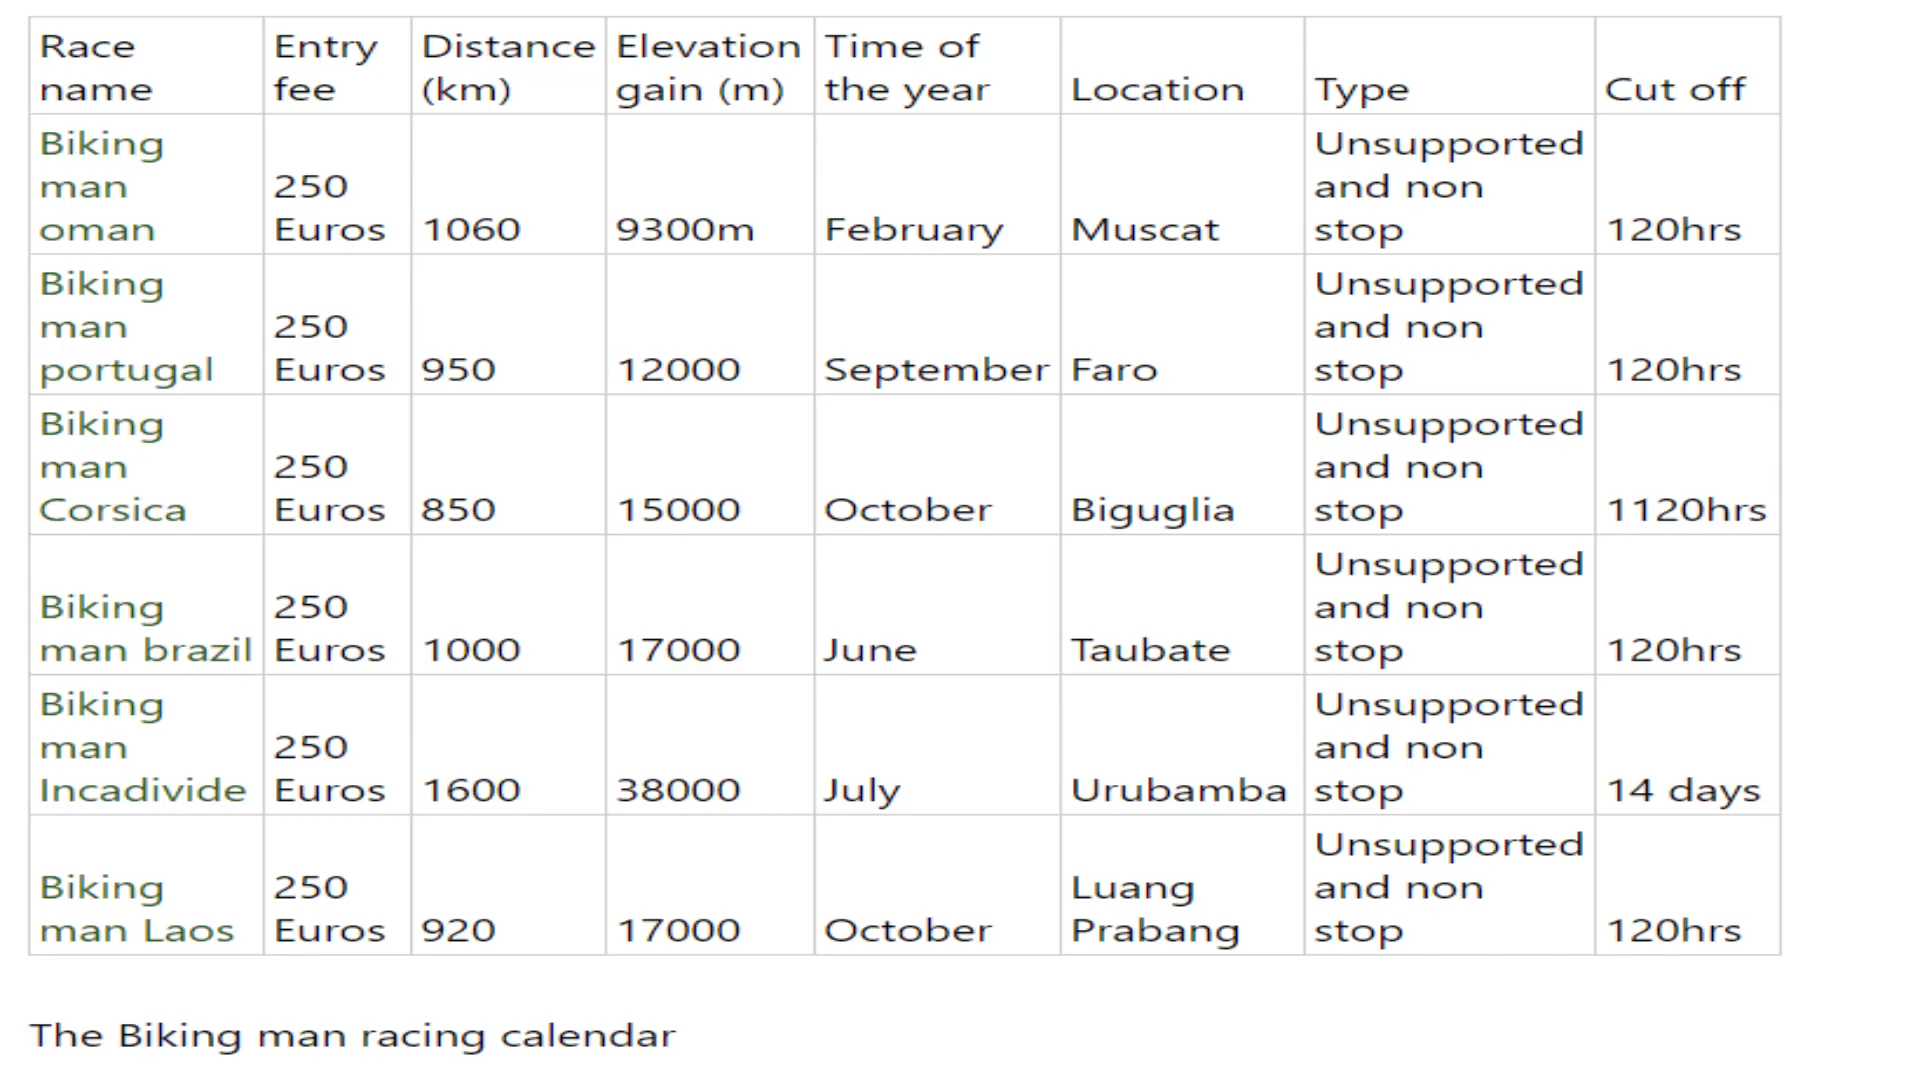 Race name | Entry fee | Distance (km) | Elevation gain (m) | Time of the year | Location | Type | Cut off
Biking man oman | 250 Euros | 1060 | 9300m | February | Muscat | Unsupported and non stop | 120hrs
Biking man portugal | 250 Euros | 950 | 12000 | September | Faro | Unsupported and non stop | 120hrs
Biking man Corsica | 250 Euros | 850 | 15000 | October | Biguglia | Unsupported and non stop | 1120hrs
Biking man brazil | 250 Euros | 1000 | 17000 | June | Taubate | Unsupported and non stop | 120hrs
Biking man Incadivide | 250 Euros | 1600 | 38000 | July | Urubamba | Unsupported and non stop | 14 days
Biking man Laos | 250 Euros | 920 | 17000 | October | Luang Prabang | Unsupported and non stop | 120hrs
The Biking man racing calendar